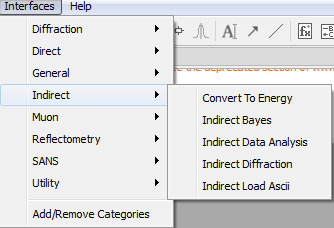 Interfaces Help
Diffraction
Direct
General
Indirect
Muon
Reflectometry
SANS
Utility
Add/Remove Categories
Convert To Energy
Indirect Bayes
Indirect Data Analysis
Indirect Diffraction
Indirect Load Ascii
A
the deprecated section of